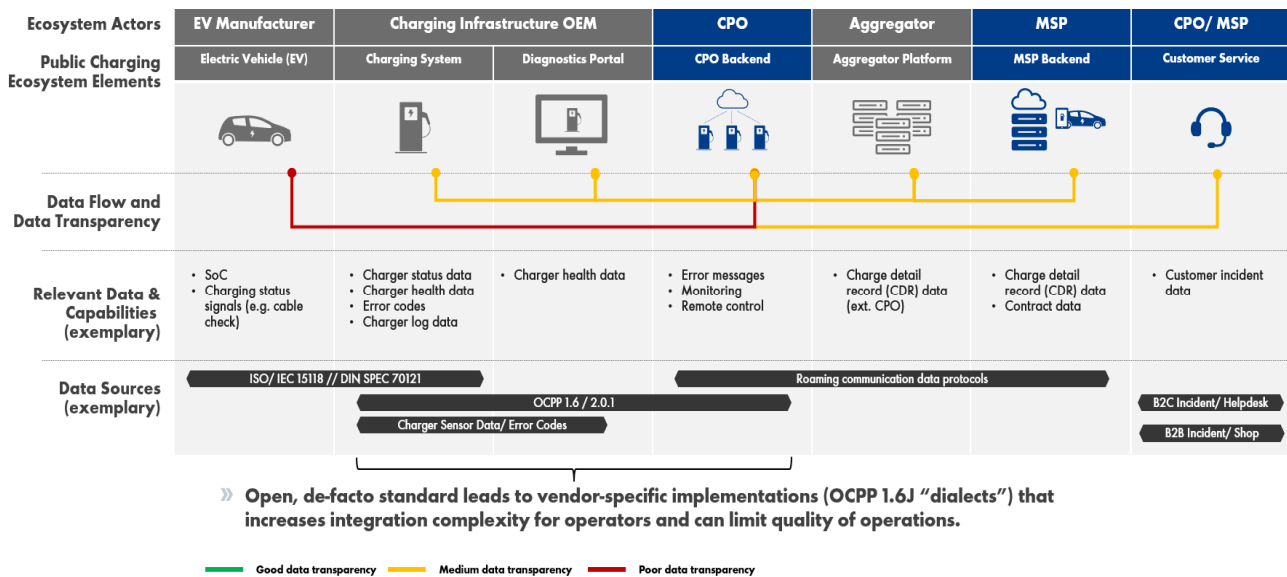 Ecosystem Actors
EV Manufacturer
Charging Infrastructure OEM
CPO
Aggregator
MSP
CPO/ MSP
Public Charging
Ecosystem Elements
Electric Vehicle (EV)
Charging System
Diagnostics Portal
CPO Backend
Aggregator Platform
MSP Backend
Customer Service
Data Flow and
Data Transparency
Relevant Data &
Capabilities
(exemplary)
• SoC
• Charging status
signals (e.g. cable
check)
• Charger status data
• Charger health data
• Error codes
• Charger log data
• Charger health data
• Error messages
• Monitoring
• Remote control
• Charge detail
record (CDR) data
(ext. CPO)
• Charge detail
record (CDR) data
• Contract data
• Customer incident
data
Data Sources
(exemplary)
ISO/ IEC 15118 // DIN SPEC 70121
Roaming communication data protocols
OCPP 1.6 / 2.0.1
B2C Incident/ Helpdesk
Charger Sensor Data/ Error Codes
B2B Incident/ Shop
» Open, de-facto standard leads to vendor-specific implementations (OCPP 1.6J “dialects”) that
increases integration complexity for operators and can limit quality of operations.
Good data transparency
Medium data transparency
Poor data transparency